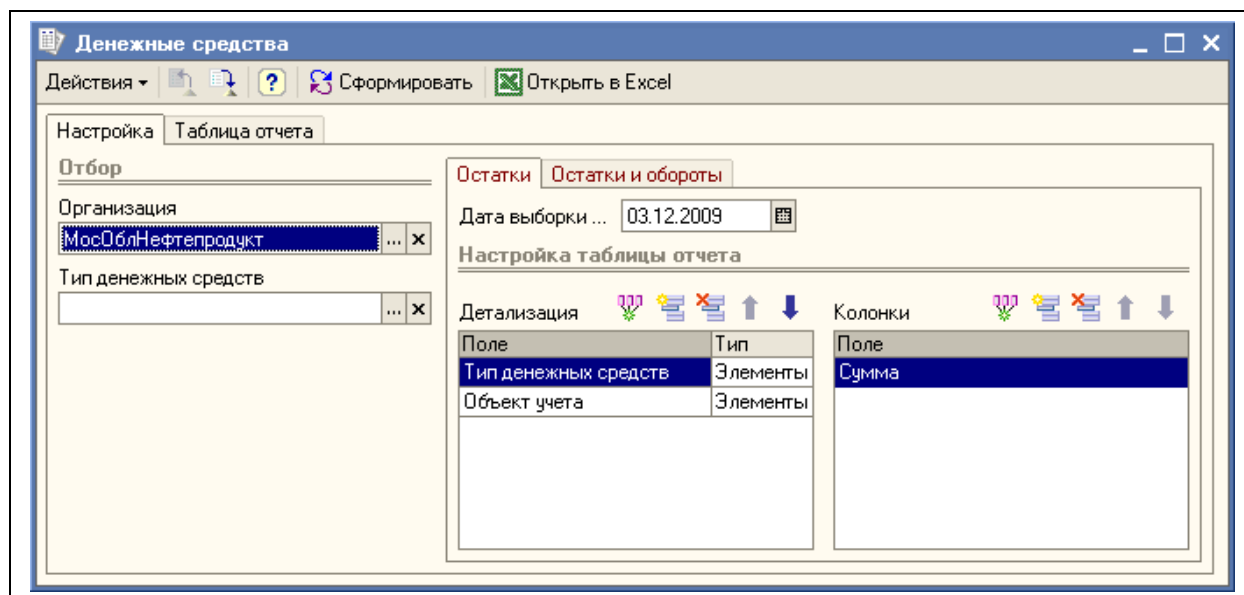 Денежные средства
Действия ? Сформировать Открыть в Excel
Настройка Таблица отчета
Отбор
Остатки Остатки и обороты
Организация
Дата выборки ... 03.12.2009
МосОблНефтепродукт ... x
Настройка таблицы отчета
Тип денежных средств
... x
Детализация Колонки
Поле Тип Поле
Тип денежных средств Элементы Сумма
Объект учета Элементы